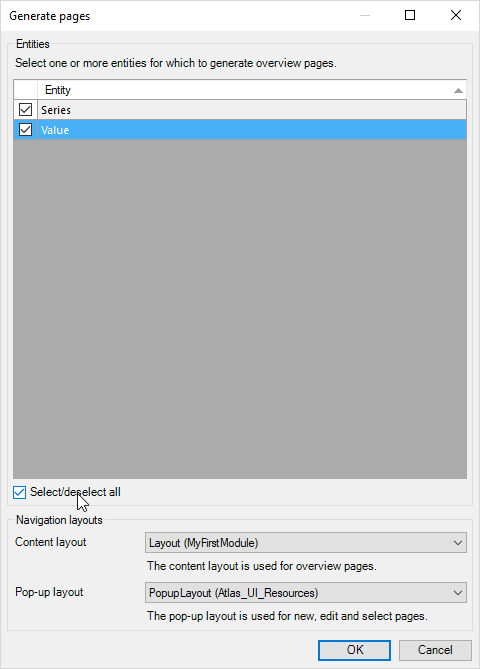 Generate pages
Entities
Select one or more entities for which to generate overview pages.
Entity
Series
Value
Select/deselect all
Navigation layouts
Content layout
Layout (MyFirstModule)
The content layout is used for overview pages.
Pop-up layout
PopupLayout (Atlas_UI_Resources)
The pop-up layout is used for new, edit and select pages.
OK Cancel